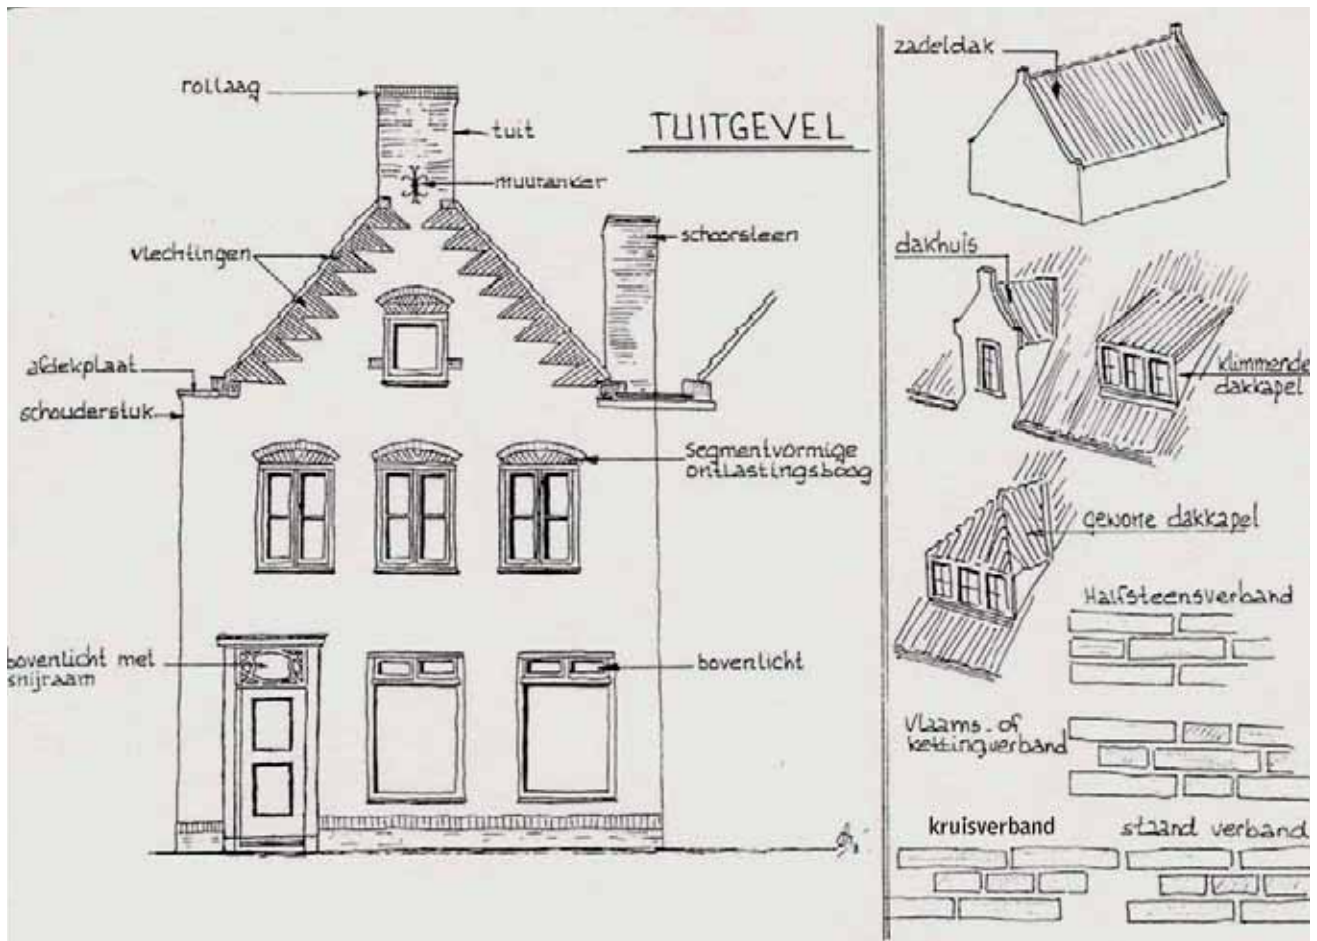 rollaag
tuit
TUITGEVEL
muuranker
vlechtingen
schoorsteen
afdekplaat
schouderstuk
segmentvormige
ontlastingsboog
bovenlicht met
snijraam
bovenlicht
zadeldak
dakhuis
klimmende
dakkapel
gewone dakkapel
Halfsteensverband
Vlaams- of
kettingverband
kruisverband
staand verband